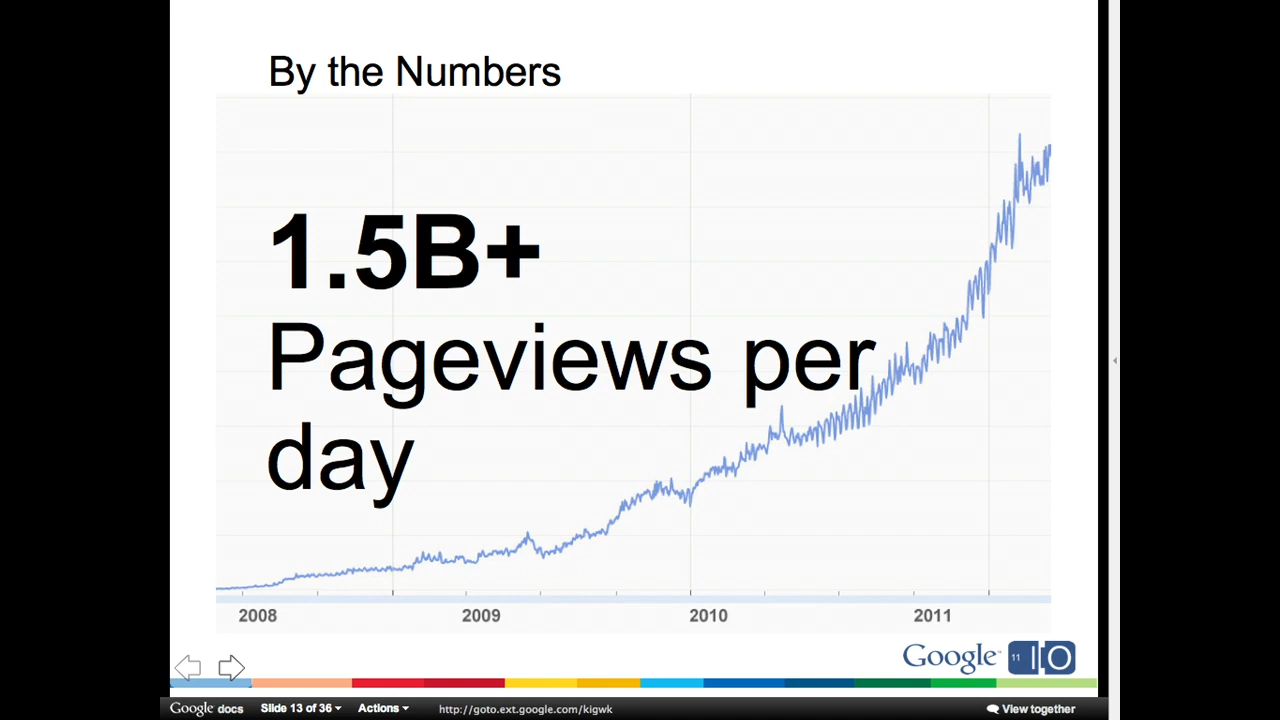 By the Numbers
1.5B+
Pageviews per
day
2008 2009 2010 2011
Google™ 11 IO
Google docs Slide 13 of 36 Actions http://goto.ext.google.com/kigwk View together